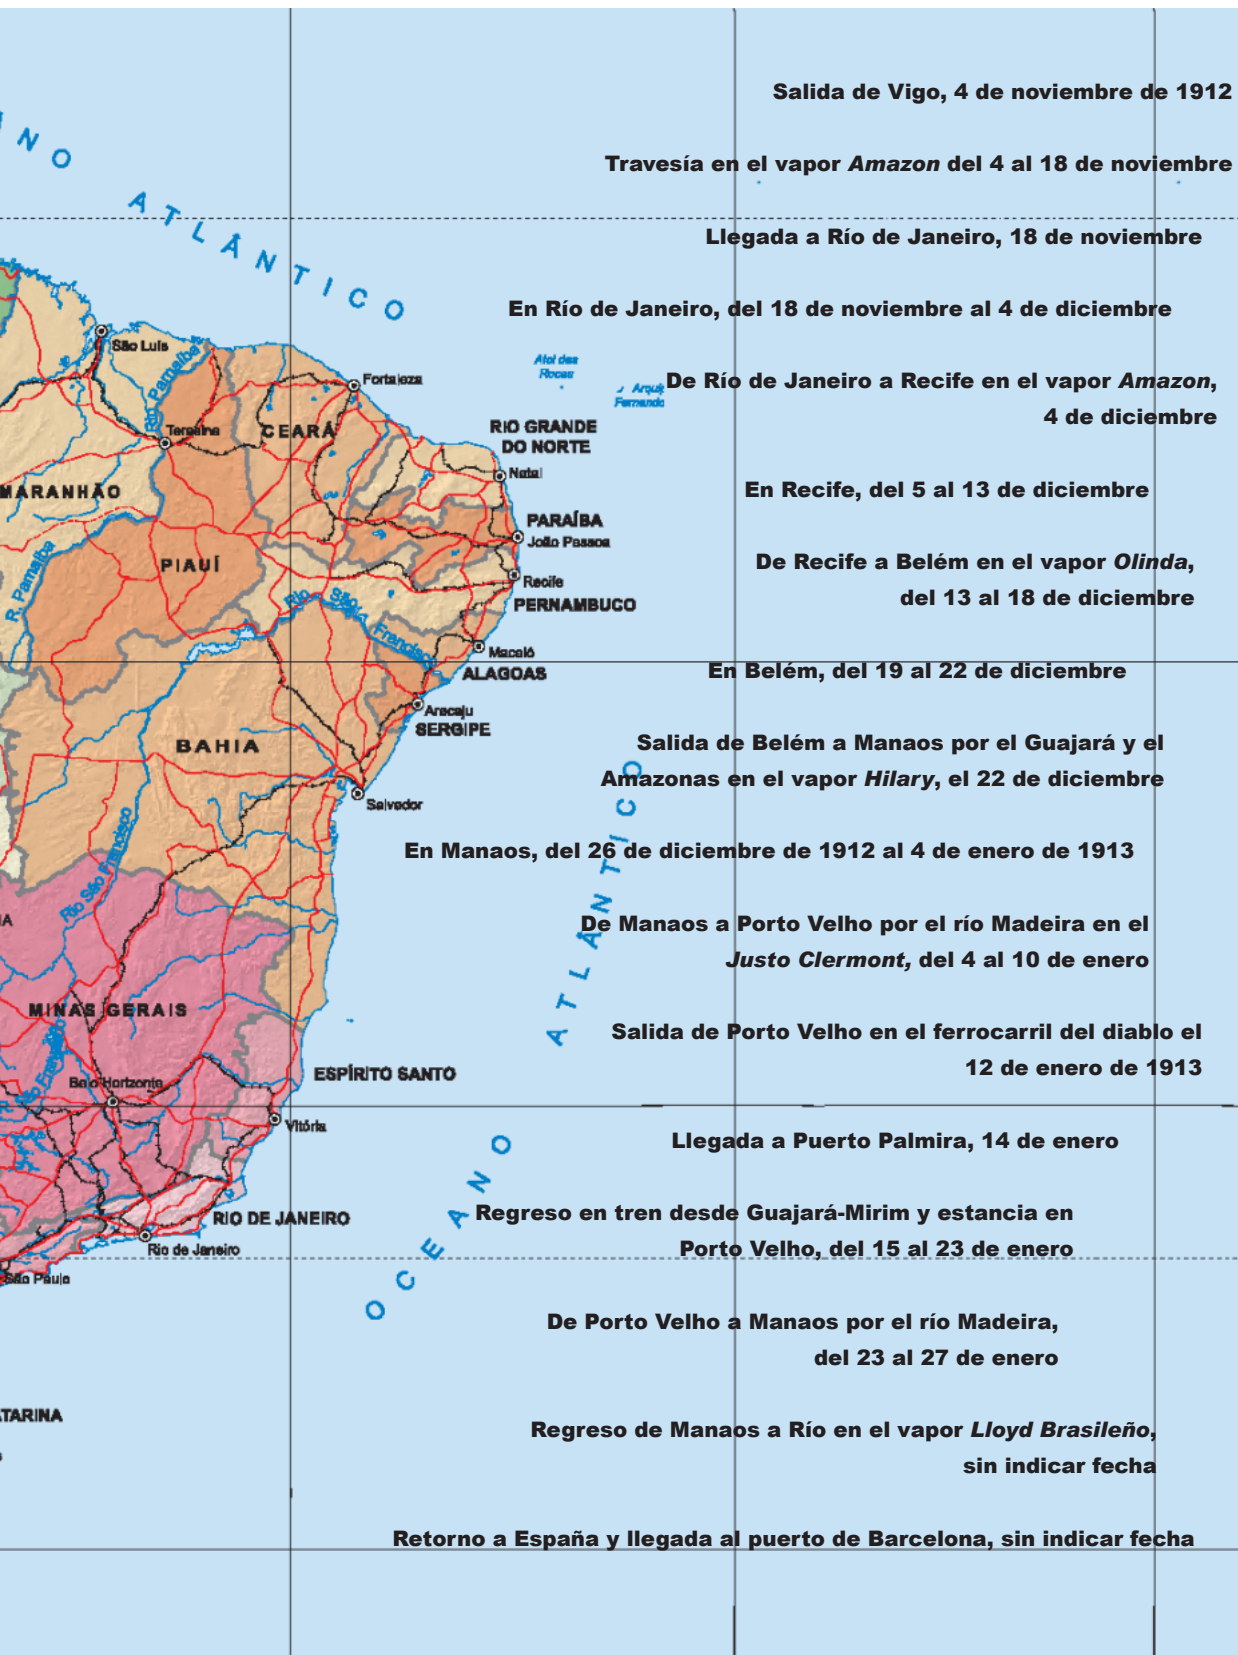 Salida de Vigo, 4 de noviembre de 1912
Travesía en el vapor Amazon del 4 al 18 de noviembre
Llegada a Río de Janeiro, 18 de noviembre
En Río de Janeiro, del 18 de noviembre al 4 de diciembre
De Río de Janeiro a Recife en el vapor Amazon,
4 de diciembre
En Recife, del 5 al 13 de diciembre
De Recife a Belém en el vapor Olinda,
del 13 al 18 de diciembre
En Belém, del 19 al 22 de diciembre
Salida de Belém a Manaos por el Guajará y el
Amazonas en el vapor Hilary, el 22 de diciembre
En Manaos, del 26 de diciembre de 1912 al 4 de enero de 1913
De Manaos a Porto Velho por el río Madeira en el
Justo Clermont, del 4 al 10 de enero
Salida de Porto Velho en el ferrocarril del diablo el
12 de enero de 1913
Llegada a Puerto Palmira, 14 de enero
Regreso en tren desde Guajará-Mirim y estancia en
Porto Velho, del 15 al 23 de enero
De Porto Velho a Manaos por el río Madeira,
del 23 al 27 de enero
Regreso de Manaos a Río en el vapor Lloyd Brasileño,
sin indicar fecha
Retorno a España y llegada al puerto de Barcelona, sin indicar fecha
NO ATLÂNTICO
São Luís
Rio Parnaíba
Fortaleza
Atol das
Rocas
Arquip
Fernando
Teresina
CEARÁ
RIO GRANDE
DO NORTE
Natal
MARANHÃO
PARAÍBA
João Pessoa
R. Parnaíba
PIAUÍ
Recife
PERNAMBUCO
Rio São Francisco
Maceió
ALAGOAS
Aracaju
SERGIPE
BAHIA
Salvador
Rio São Francisco
IA
MINAS GERAIS
R. São Francisco
Belo Horizonte
ESPÍRITO SANTO
Vitória
RIO DE JANEIRO
Rio de Janeiro
São Paulo
OCEANO ATLÂNTICO
TARINA